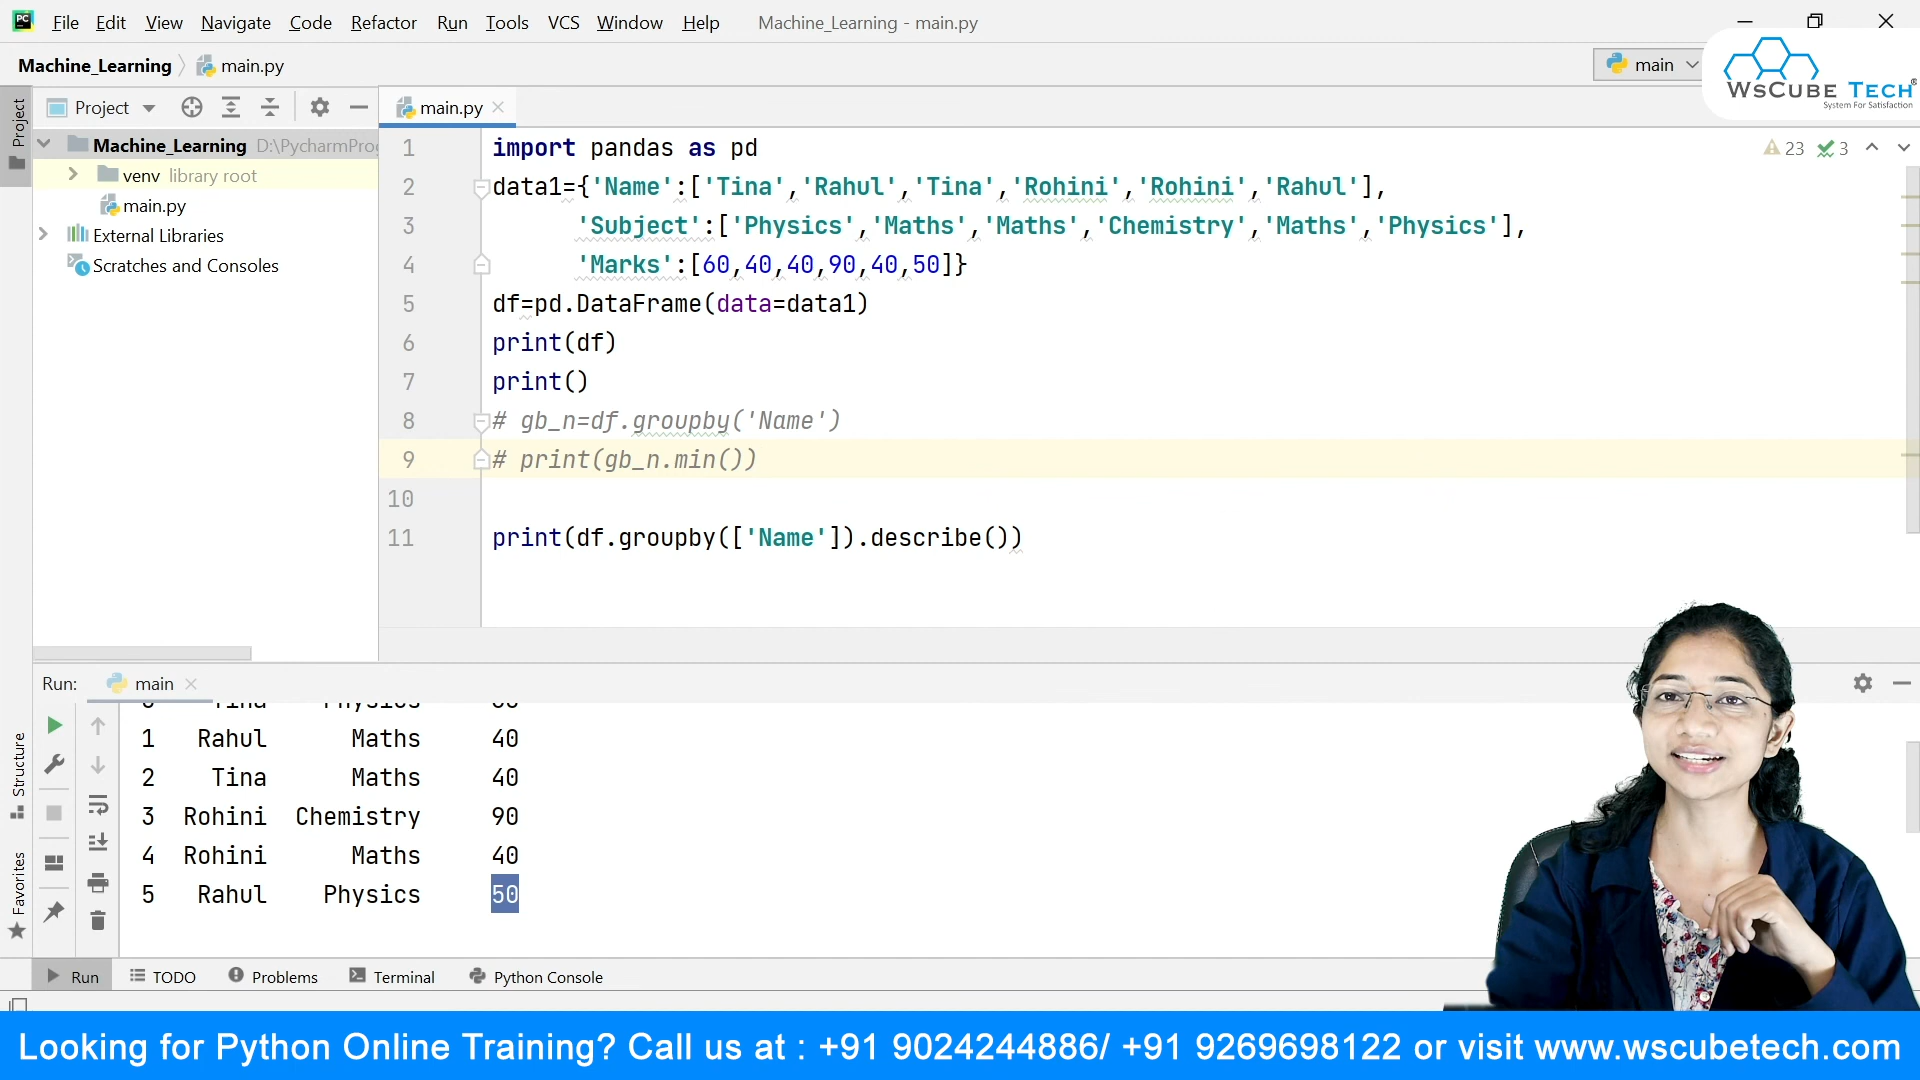 File Edit View Navigate Code Refactor Run Tools VCS Window Help Machine_Learning - main.py
Machine_Learning main.py
main
WsCube Tech®
System For Satisfaction
Project
Project
main.py
Machine_Learning D:\PycharmPro
venv library root
main.py
External Libraries
Scratches and Consoles
23 3
1 import pandas as pd
2 data1={'Name':['Tina','Rahul','Tina','Rohini','Rohini','Rahul'],
3 'Subject':['Physics','Maths','Maths','Chemistry','Maths','Physics'],
4 'Marks':[60,40,40,90,40,50]}
5 df=pd.DataFrame(data=data1)
6 print(df)
7 print()
8 # gb_n=df.groupby('Name')
9 # print(gb_n.min())
10
11 print(df.groupby(['Name']).describe())
Run: main
1 Rahul Maths 40
2 Tina Maths 40
3 Rohini Chemistry 90
4 Rohini Maths 40
5 Rahul Physics 50
Structure
Favorites
Run TODO Problems Terminal Python Console
Looking for Python Online Training? Call us at : +91 9024244886/ +91 9269698122 or visit www.wscubetech.com